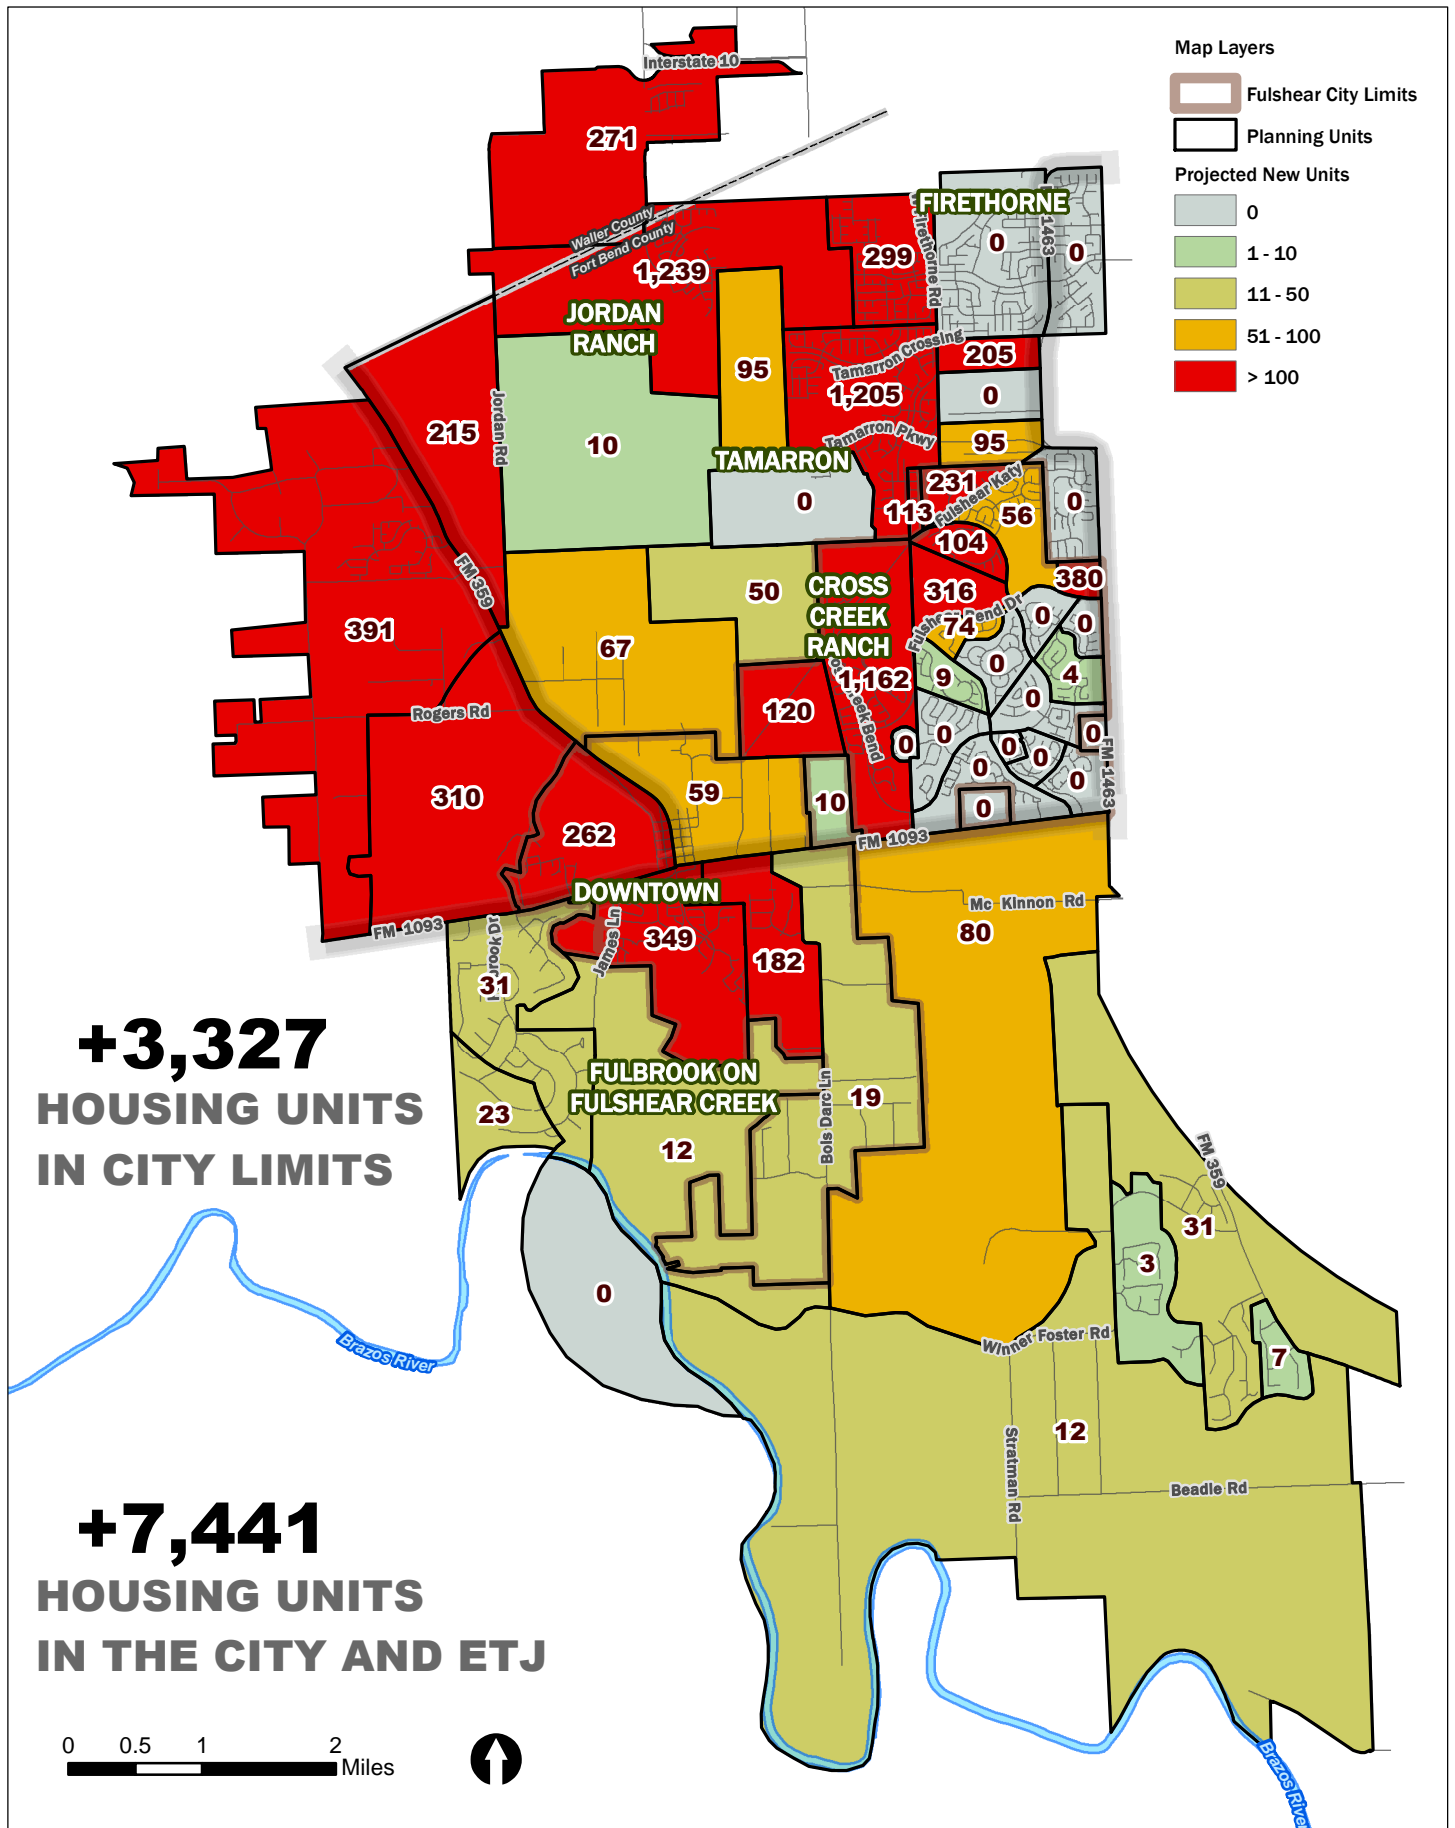 Map Layers
Fulshear City Limits
Planning Units
Projected New Units
0
1 - 10
11 - 50
51 - 100
> 100
Interstate 10
271
Waller County
Fort Bend County
FIRETHORNE
1463
0
0
299
Firethorne Rd
1,239
JORDAN
RANCH
95
Tamarron Crossing
205
1,205
0
215
Jordan Rd
10
Tamarron Pkwy
95
TAMARRON
0
231
Fulshear Katy
113
56
0
104
FM 359
CROSS
CREEK
RANCH
50
316
380
Bend Dr
74
0
0
391
67
0
9
4
1,162
0
120
Rogers Rd
Creek Bend
0
0
0
0
0
0
0
0
FM 1463
310
59
10
262
FM 1093
DOWNTOWN
Mc Kinnon Rd
FM 1093
James Ln
349
182
80
31
+3,327
HOUSING UNITS
IN CITY LIMITS
FULBROOK ON
FULSHEAR CREEK
Bois Darc Ln
19
23
12
FM 359
31
3
0
Brazos River
Winner Foster Rd
7
12
Stratman Rd
Beadle Rd
+7,441
HOUSING UNITS
IN THE CITY AND ETJ
0 0.5 1 2
Miles
Brazos River